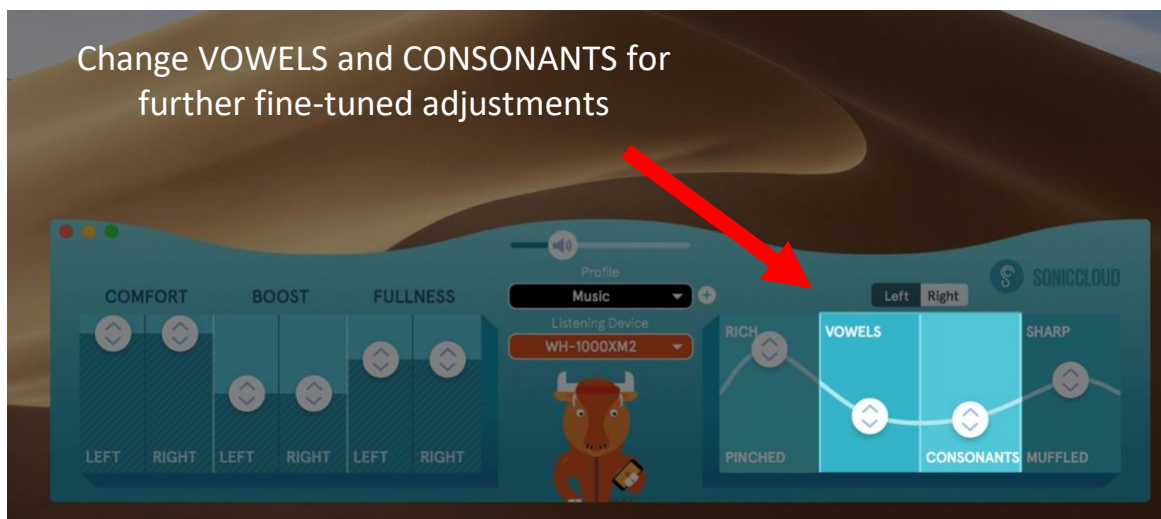 Change VOWELS and CONSONANTS for
further fine-tuned adjustments
Profile
Music
Listening Device
WH-1000XM2
COMFORT BOOST FULLNESS
LEFT RIGHT LEFT RIGHT LEFT RIGHT
SONICCLOUD
Left Right
RICH VOWELS SHARP
PINCHED CONSONANTS MUFFLED